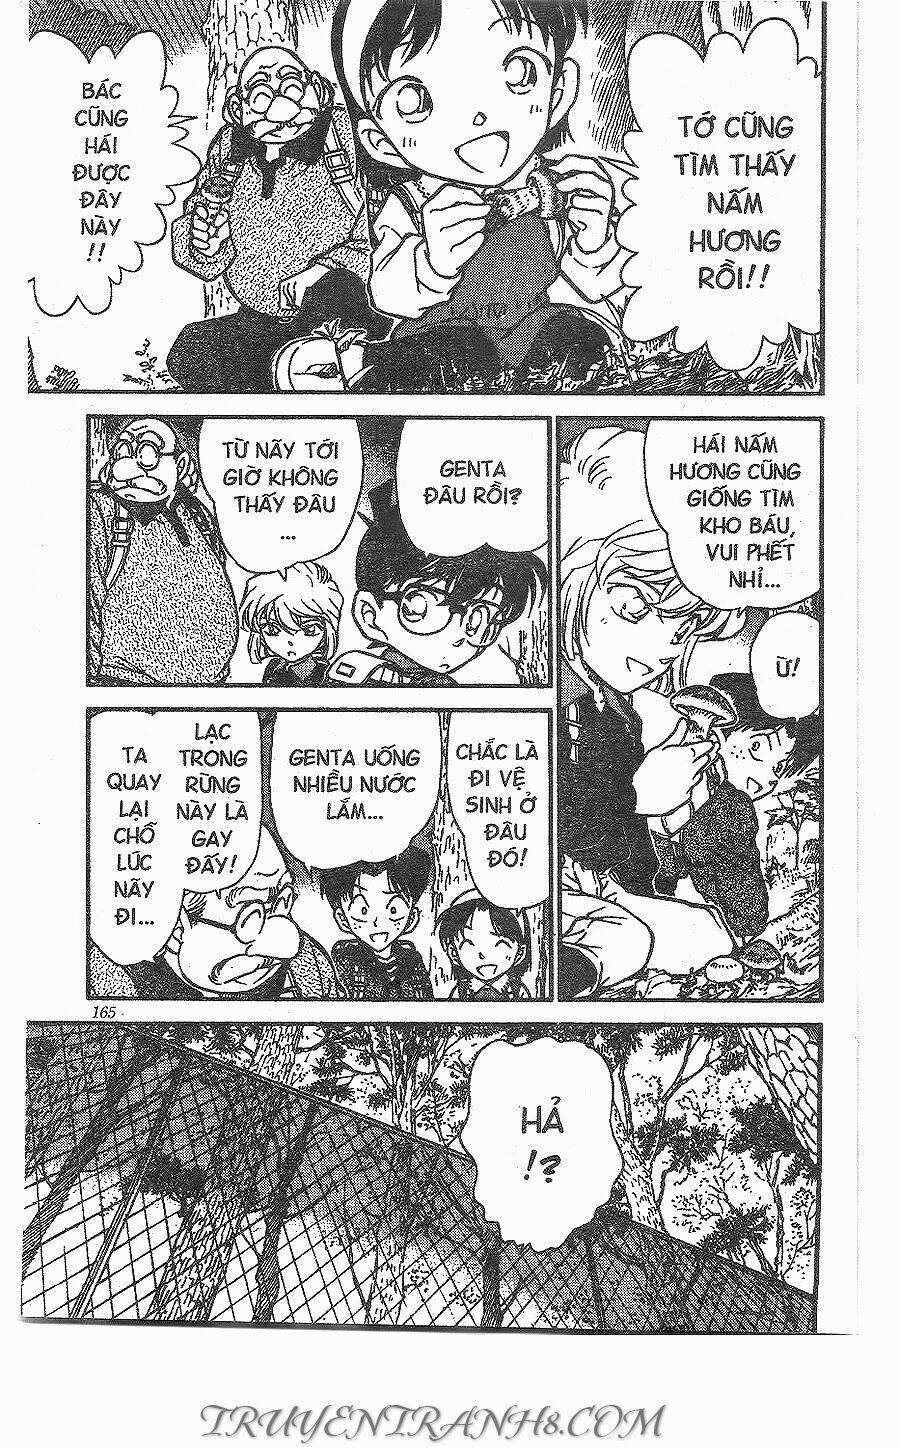 TỚ CŨNG
TÌM THẤY
NẤM
HƯƠNG
RỒI!!
BÁC
CŨNG
HÁI
ĐƯỢC
ĐÂY
NÀY
!!
HÁI NẤM
HƯƠNG CŨNG
GIỐNG TÌM
KHO BÁU,
VUI PHẾT
NHỈ...
Ừ!
GENTA
ĐÂU RỒI?
TỪ NÃY TỚI
GIỜ KHÔNG
THẤY ĐÂU
...
CHẮC LÀ
ĐI VỆ
SINH Ở
ĐÂU
ĐÓ!
GENTA UỐNG
NHIỀU NƯỚC
LẮM...
LẠC
TRONG
RỪNG
NÀY LÀ
GAY
ĐẤY!
TA
QUAY
LẠI
CHỖ
LÚC
NÃY
ĐI...
165
HẢ
!?
TRUYENTRANH8.COM